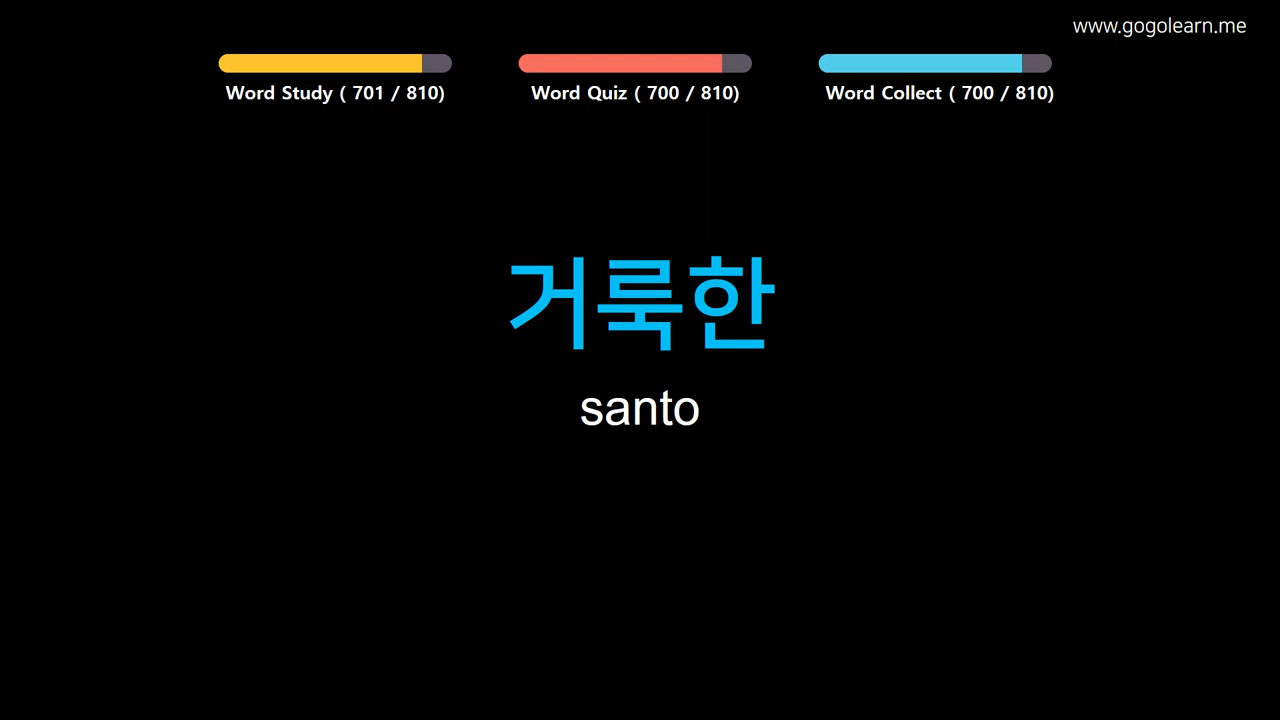 www.gogolearn.me
Word Study ( 701 / 810)
Word Quiz ( 700 / 810)
Word Collect ( 700 / 810)
거룩한
santo